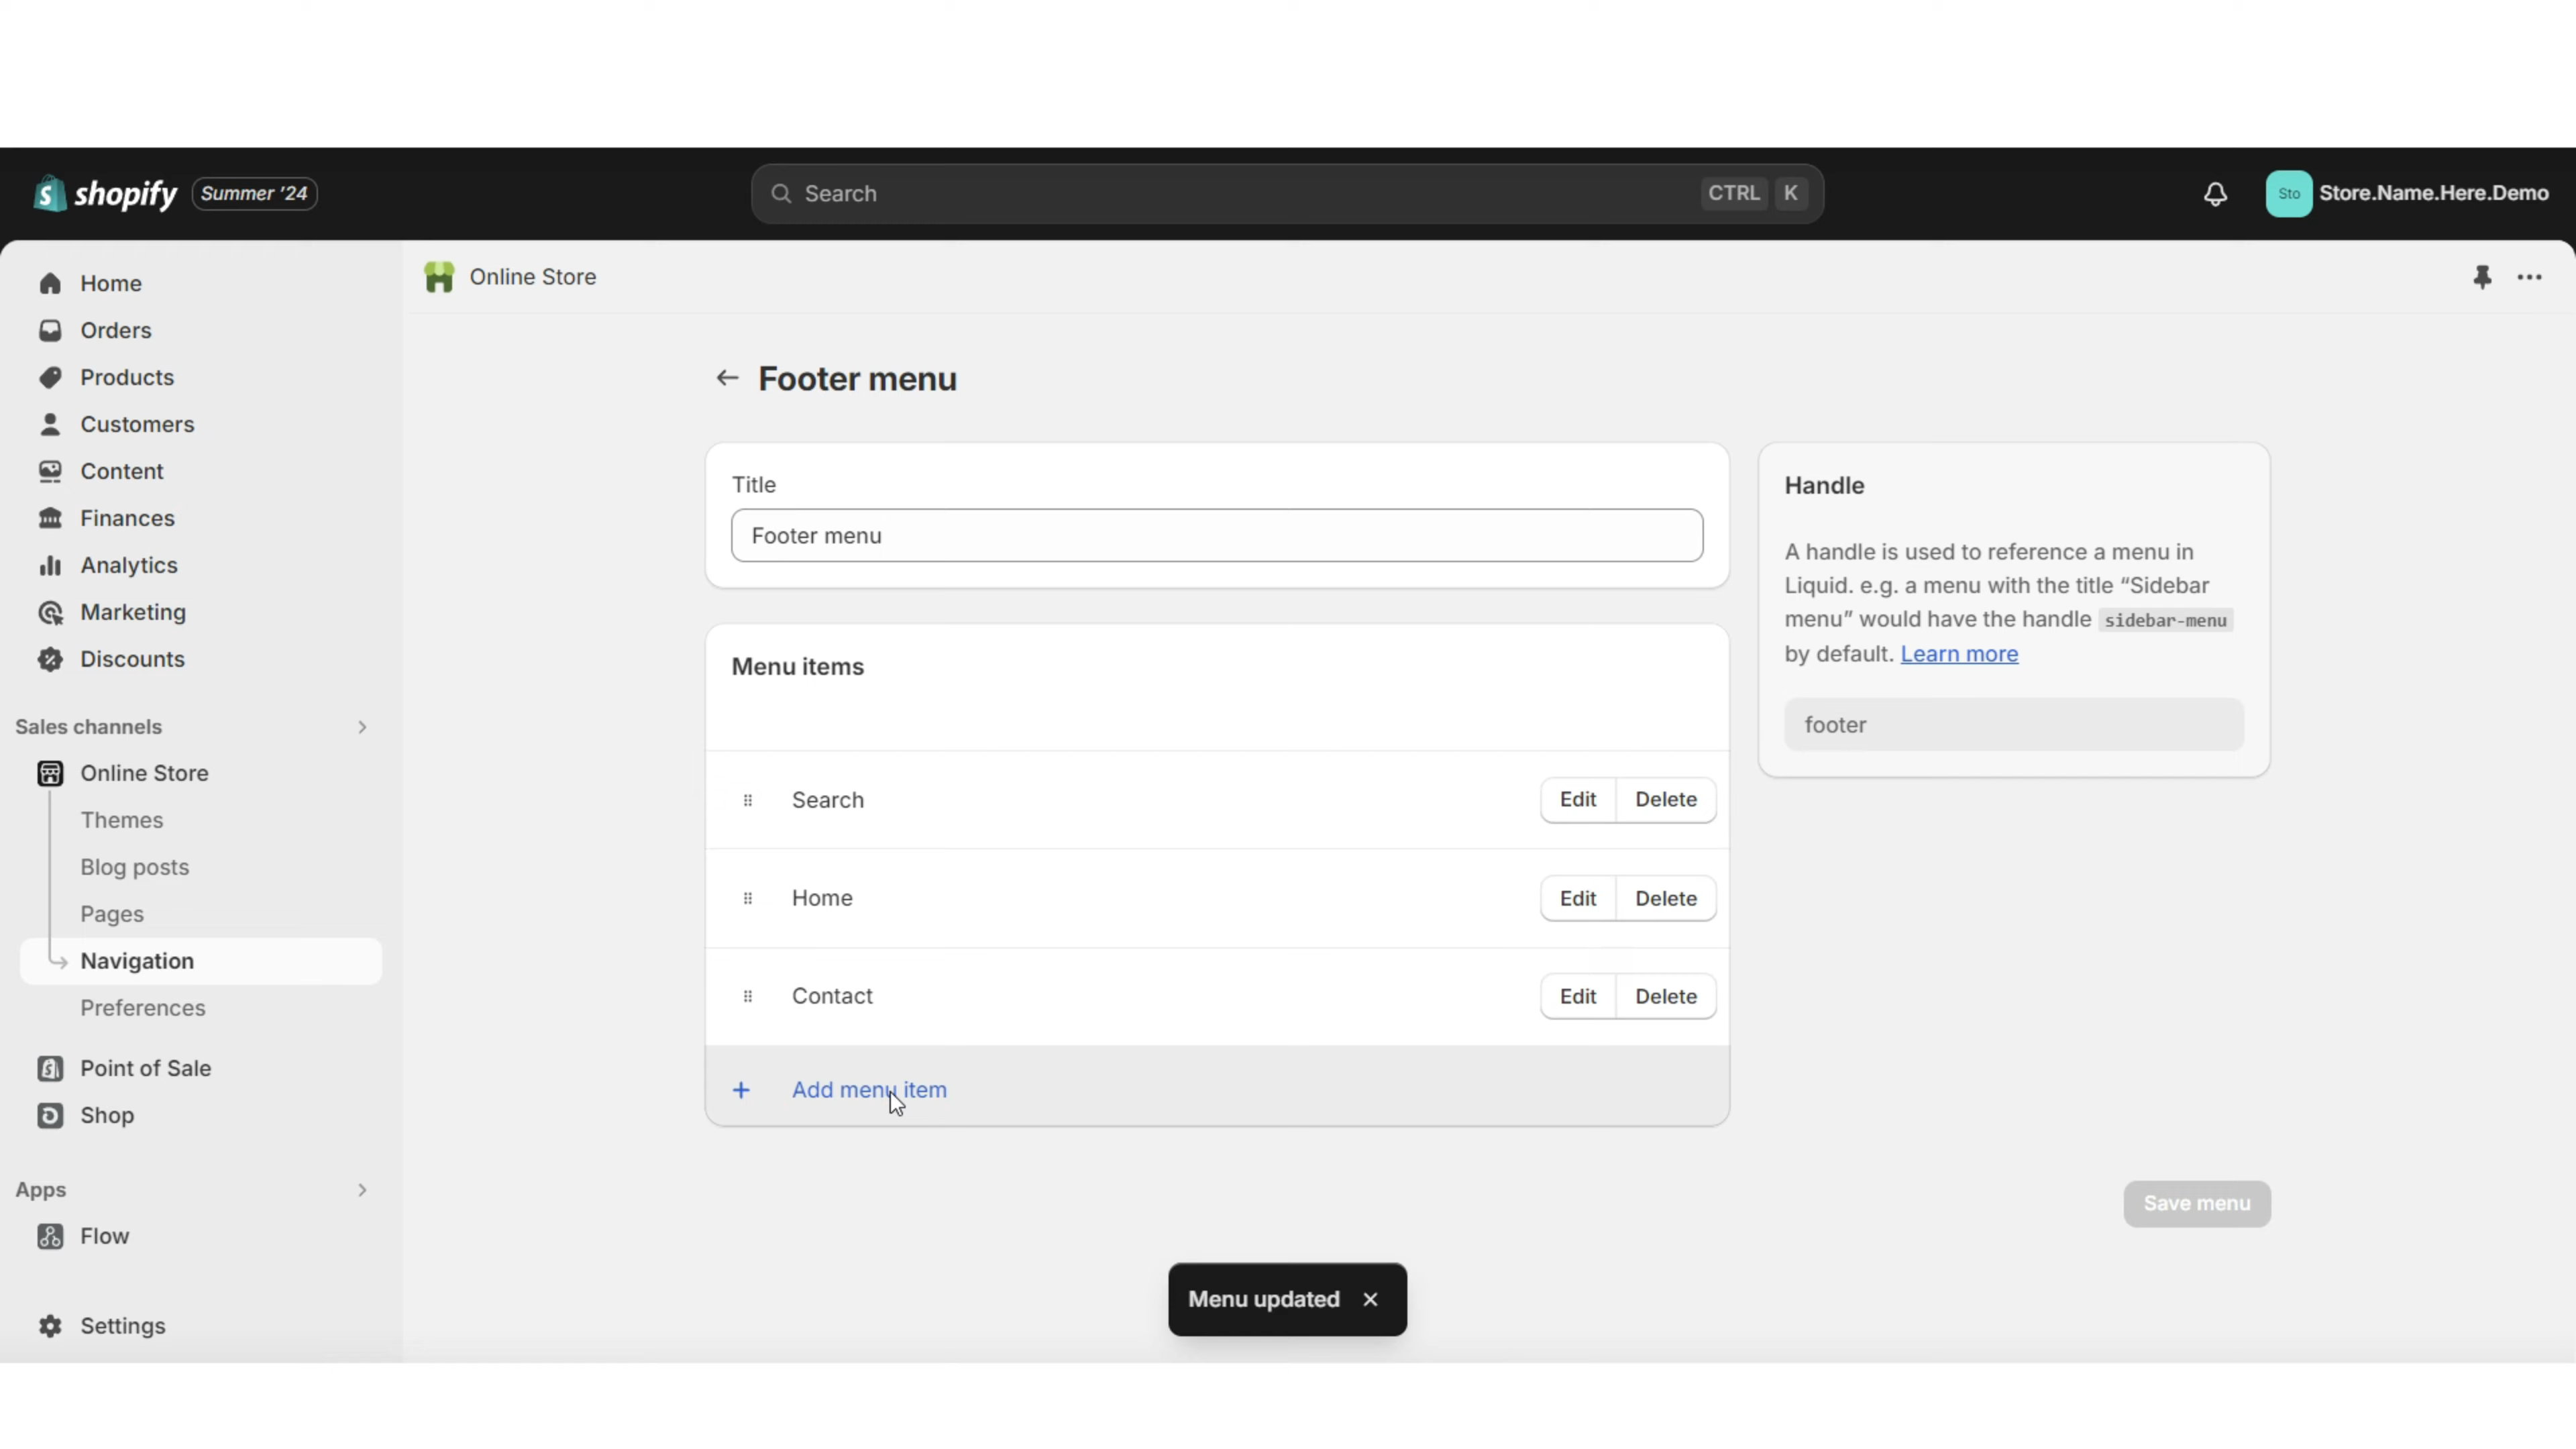 shopify Summer '24
Search
CTRL K
Sto Store.Name.Here.Demo
Home
Orders
Products
Customers
Content
Finances
Analytics
Marketing
Discounts
Sales channels
Online Store
Themes
Blog posts
Pages
Navigation
Preferences
Point of Sale
Shop
Apps
Flow
Settings
Online Store
Footer menu
Title
Footer menu
Menu items
Search Edit Delete
Home Edit Delete
Contact Edit Delete
+ Add menu item
Handle
A handle is used to reference a menu in
Liquid. e.g. a menu with the title “Sidebar
menu” would have the handle sidebar-menu
by default. Learn more
footer
Save menu
Menu updated